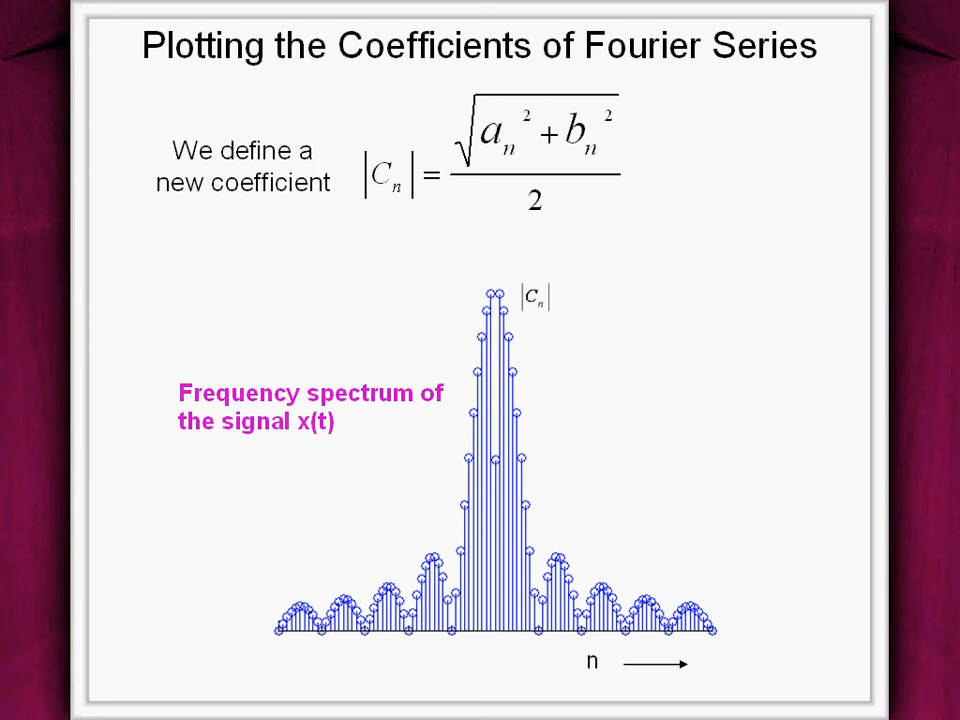 Plotting the Coefficients of Fourier Series
We define a
new coefficient
|C_n| = √(a_n² + b_n²) / 2
|C_n|
Frequency spectrum of
the signal x(t)
n